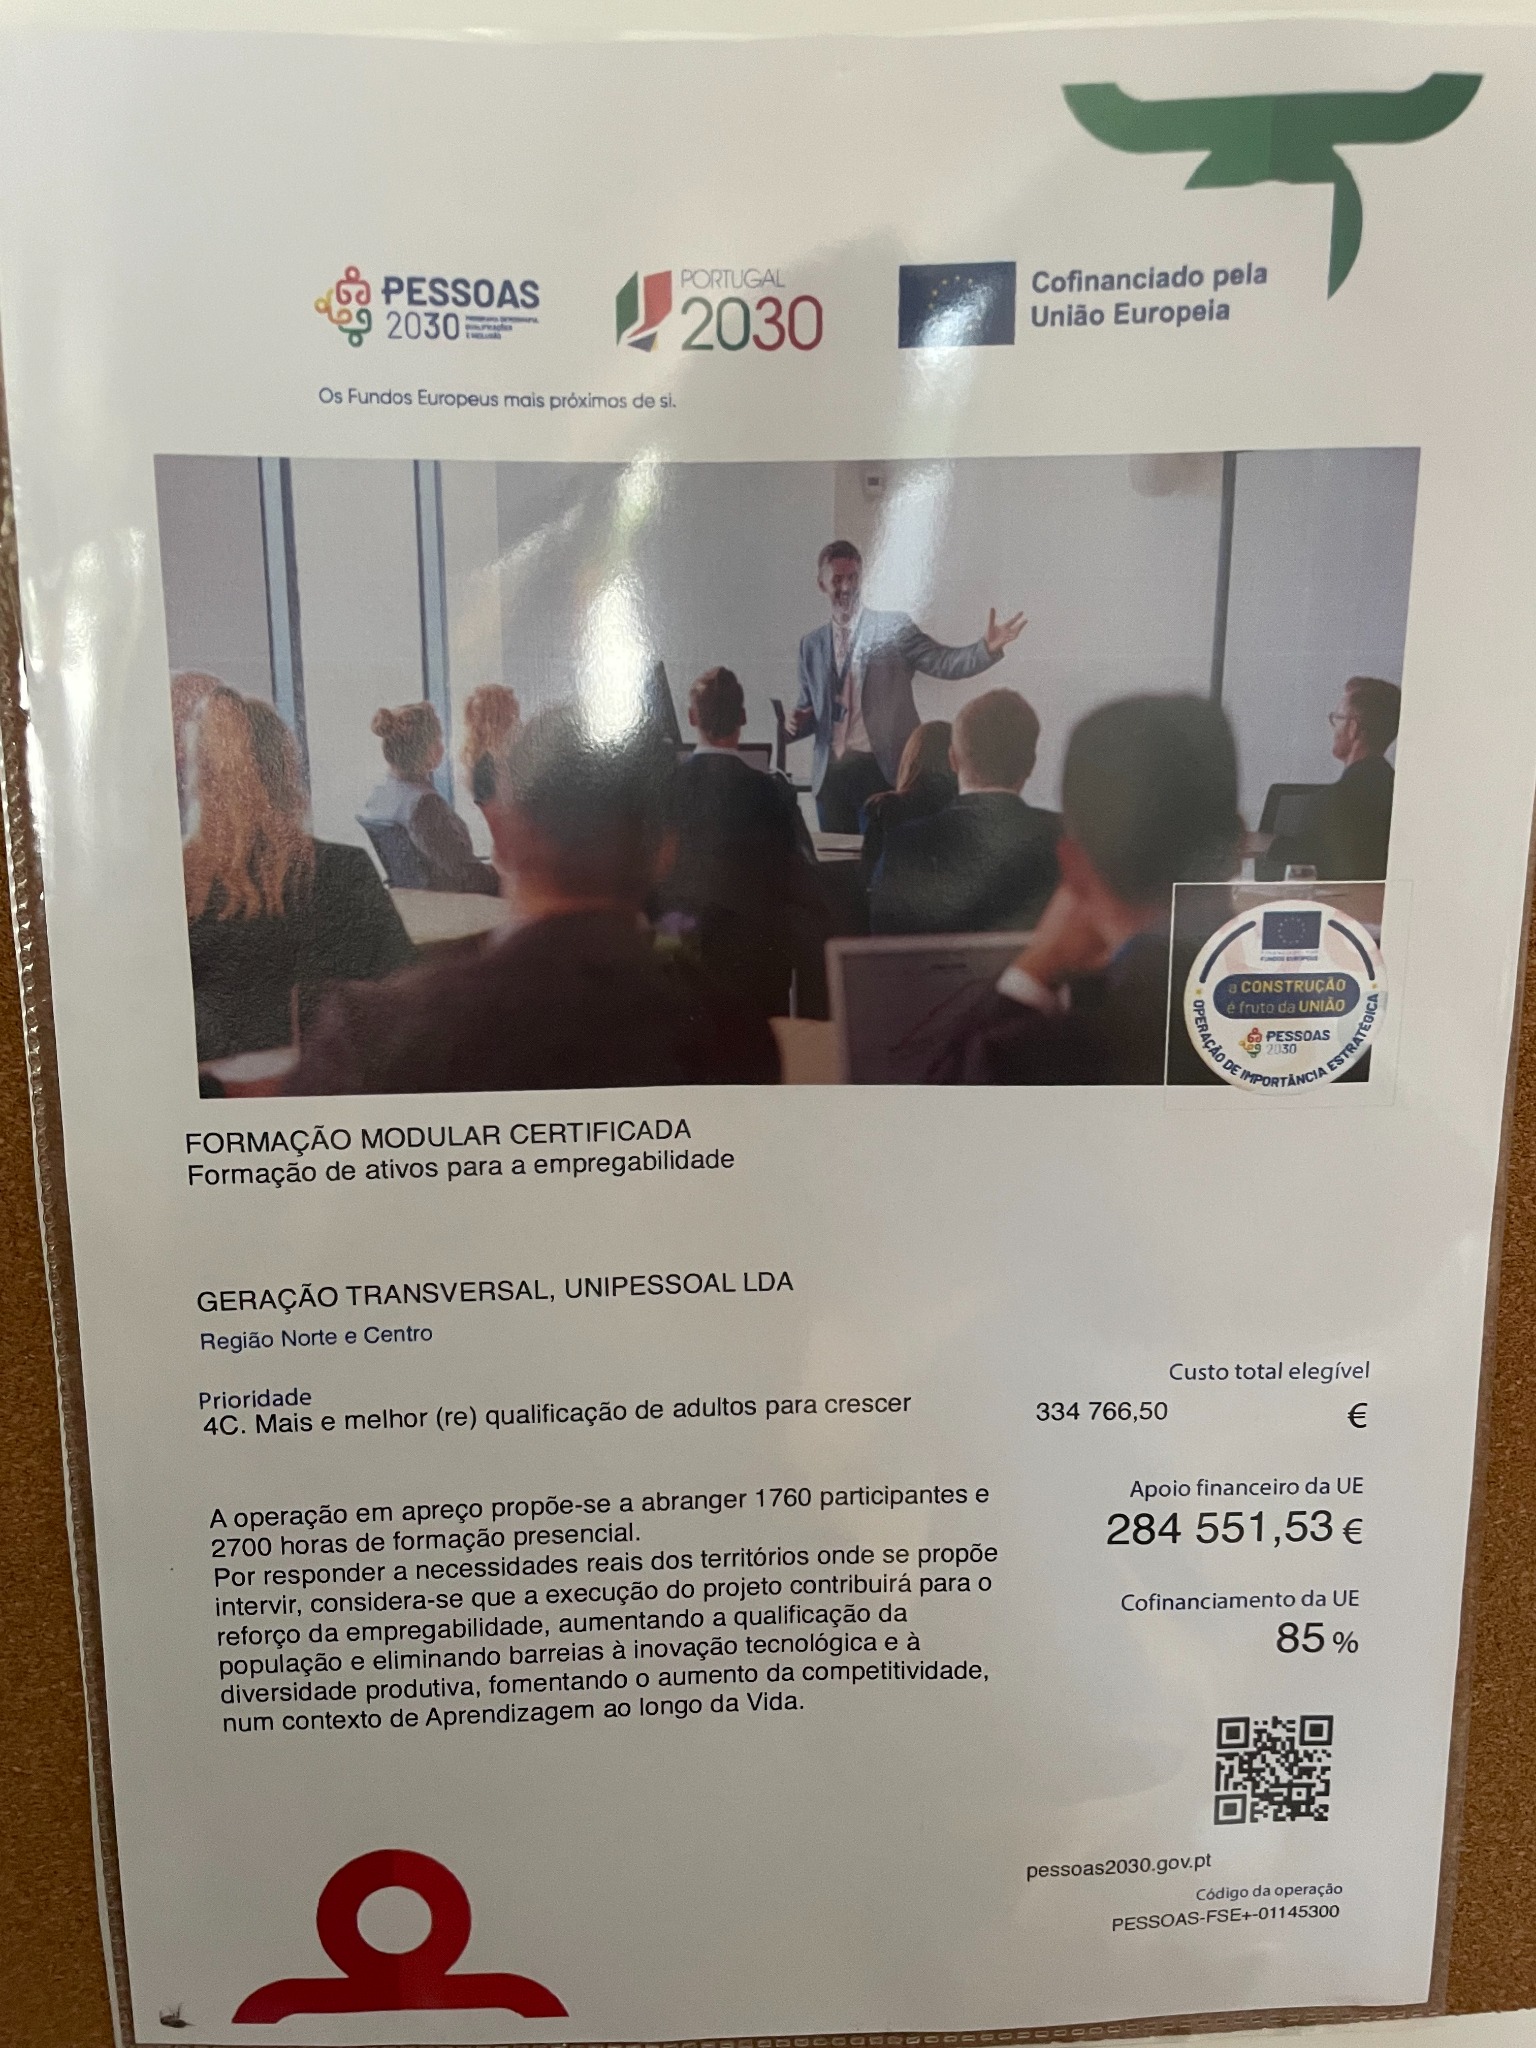 PESSOAS
2030
PORTUGAL
2030
Cofinanciado pela
União Europeia
Os Fundos Europeus mais próximos de si.
FUNDOS EUROPEUS
a CONSTRUÇÃO
é fruto da UNIÃO
PESSOAS
2030
OPERAÇÃO DE IMPORTÂNCIA ESTRATÉGICA
FORMAÇÃO MODULAR CERTIFICADA
Formação de ativos para a empregabilidade
GERAÇÃO TRANSVERSAL, UNIPESSOAL LDA
Região Norte e Centro
Prioridade
4C. Mais e melhor (re) qualificação de adultos para crescer
Custo total elegível
334 766,50 €
A operação em apreço propõe-se a abranger 1760 participantes e
2700 horas de formação presencial.
Por responder a necessidades reais dos territórios onde se propõe
intervir, considera-se que a execução do projeto contribuirá para o
reforço da empregabilidade, aumentando a qualificação da
população e eliminando barreias à inovação tecnológica e à
diversidade produtiva, fomentando o aumento da competitividade,
num contexto de Aprendizagem ao longo da Vida.
Apoio financeiro da UE
284 551,53 €
Cofinanciamento da UE
85 %
pessoas2030.gov.pt
Código da operação
PESSOAS-FSE+-01145300